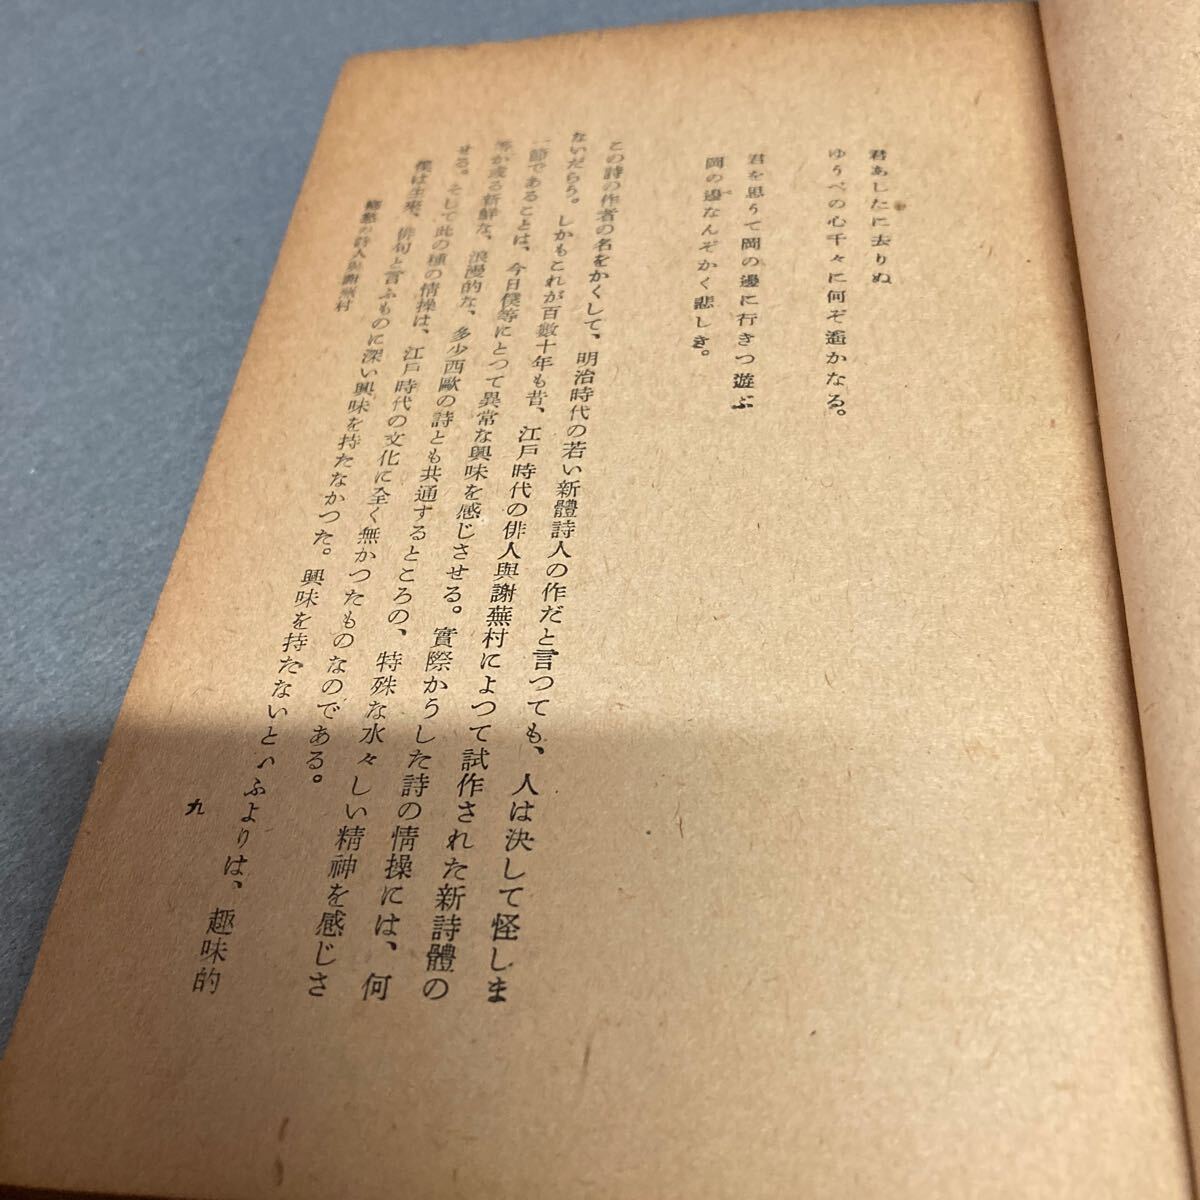 君あしたに去りぬ
ゆうべの心千々に何ぞ遙かなる。
君を思うて岡の邊に行きつ遊ぶ
岡の邊なんぞかく悲しき。
この詩の作者の名をかくして、明治時代の若い新體詩人の作だと言つても、人は決して怪しま
ないだらう。しかもこれが百數十年も昔、江戸時代の俳人與謝蕪村によつて試作された新詩體の
一節であることは、今日僕等にとつて異常な興味を感じさせる。實際かうした詩の情操には、何
等か或る新鮮な、浪漫的な、多少西歐の詩とも共通するところの、特殊な水々しい精神を感じさ
せる。そして此の種の情操は、江戸時代の文化に全く無かつたものなのである。
僕は生來、俳句と言ふものに深い興味を持たなかつた。興味を持たないといふよりは、趣味的
郷愁の詩人與謝蕪村
九